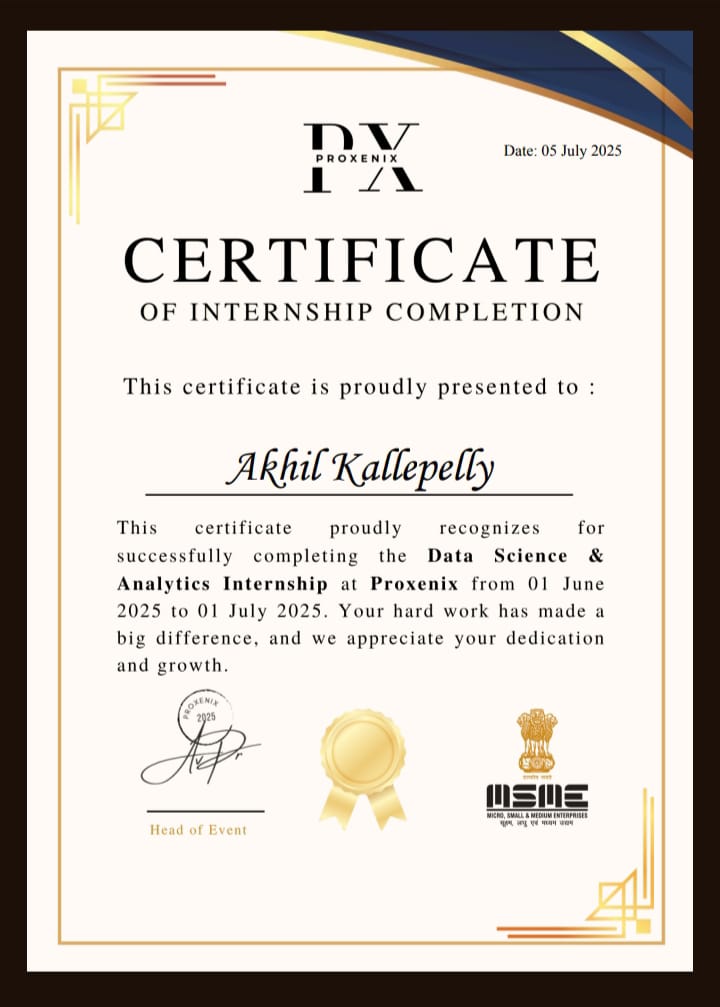 PX
PROXENIX
Date: 05 July 2025
CERTIFICATE
OF INTERNSHIP COMPLETION
This certificate is proudly presented to :
Akhil Kallepelly
This certificate proudly recognizes for
successfully completing the Data Science &
Analytics Internship at Proxenix from 01 June
2025 to 01 July 2025. Your hard work has made a
big difference, and we appreciate your dedication
and growth.
PROXENIX
2025
Head of Event
सत्यमेव जयते
MSME
MICRO, SMALL & MEDIUM ENTERPRISES
सूक्ष्म, लघु एवं मध्यम उद्यम